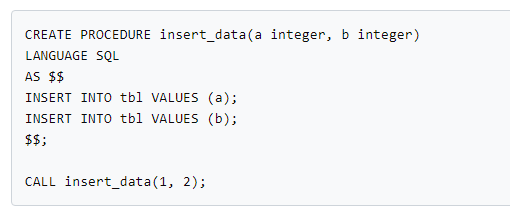 CREATE PROCEDURE insert_data(a integer, b integer)
LANGUAGE SQL
AS $$
INSERT INTO tbl VALUES (a);
INSERT INTO tbl VALUES (b);
$$;

CALL insert_data(1, 2);